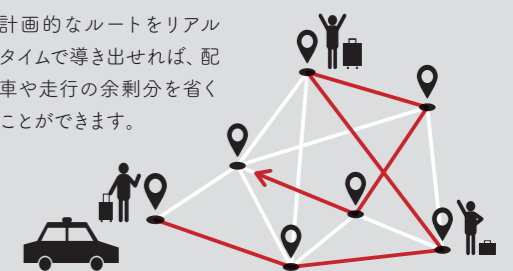 計画的なルートをリアル
タイムで導き出せれば、配
車や走行の余剰分を省く
ことができます。